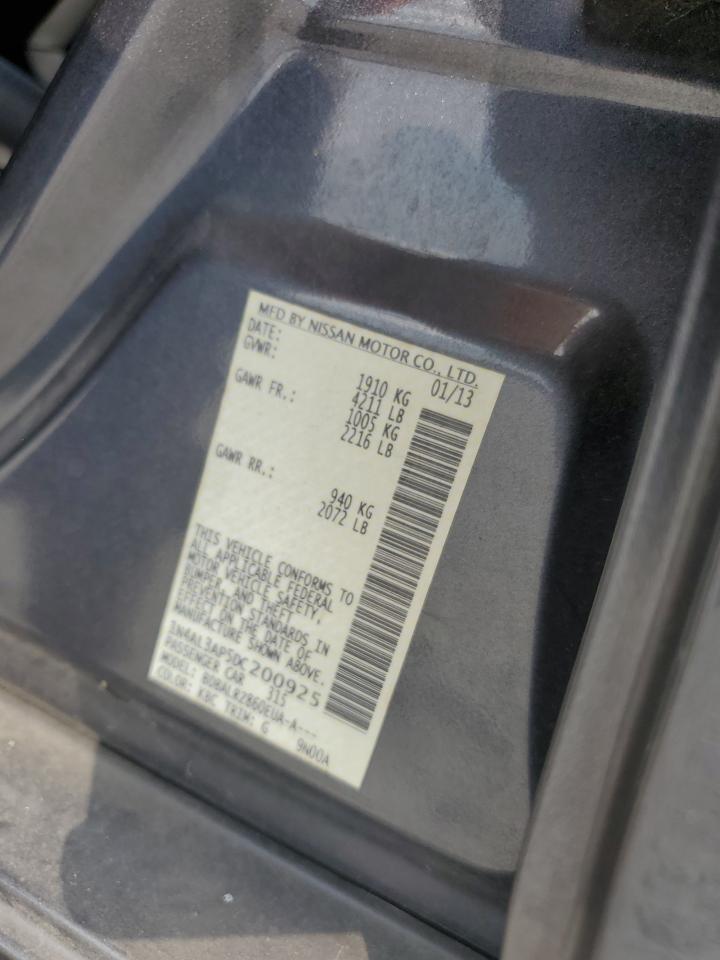 MFD BY NISSAN MOTOR CO., LTD.
DATE: 01/13
GVWR: 1910 KG
4211 LB
GAWR FR.: 1005 KG
2216 LB
GAWR RR.: 940 KG
2072 LB
THIS VEHICLE CONFORMS TO
ALL APPLICABLE FEDERAL
MOTOR VEHICLE SAFETY,
BUMPER, AND THEFT
PREVENTION STANDARDS IN
EFFECT ON THE DATE OF
MANUFACTURE SHOWN ABOVE.
1N4AL3AP5DC200925
PASSENGER CAR 315
MODEL: BDBALRZ860EUA-A---
COLOR: KBC TRIM: G 9N00A